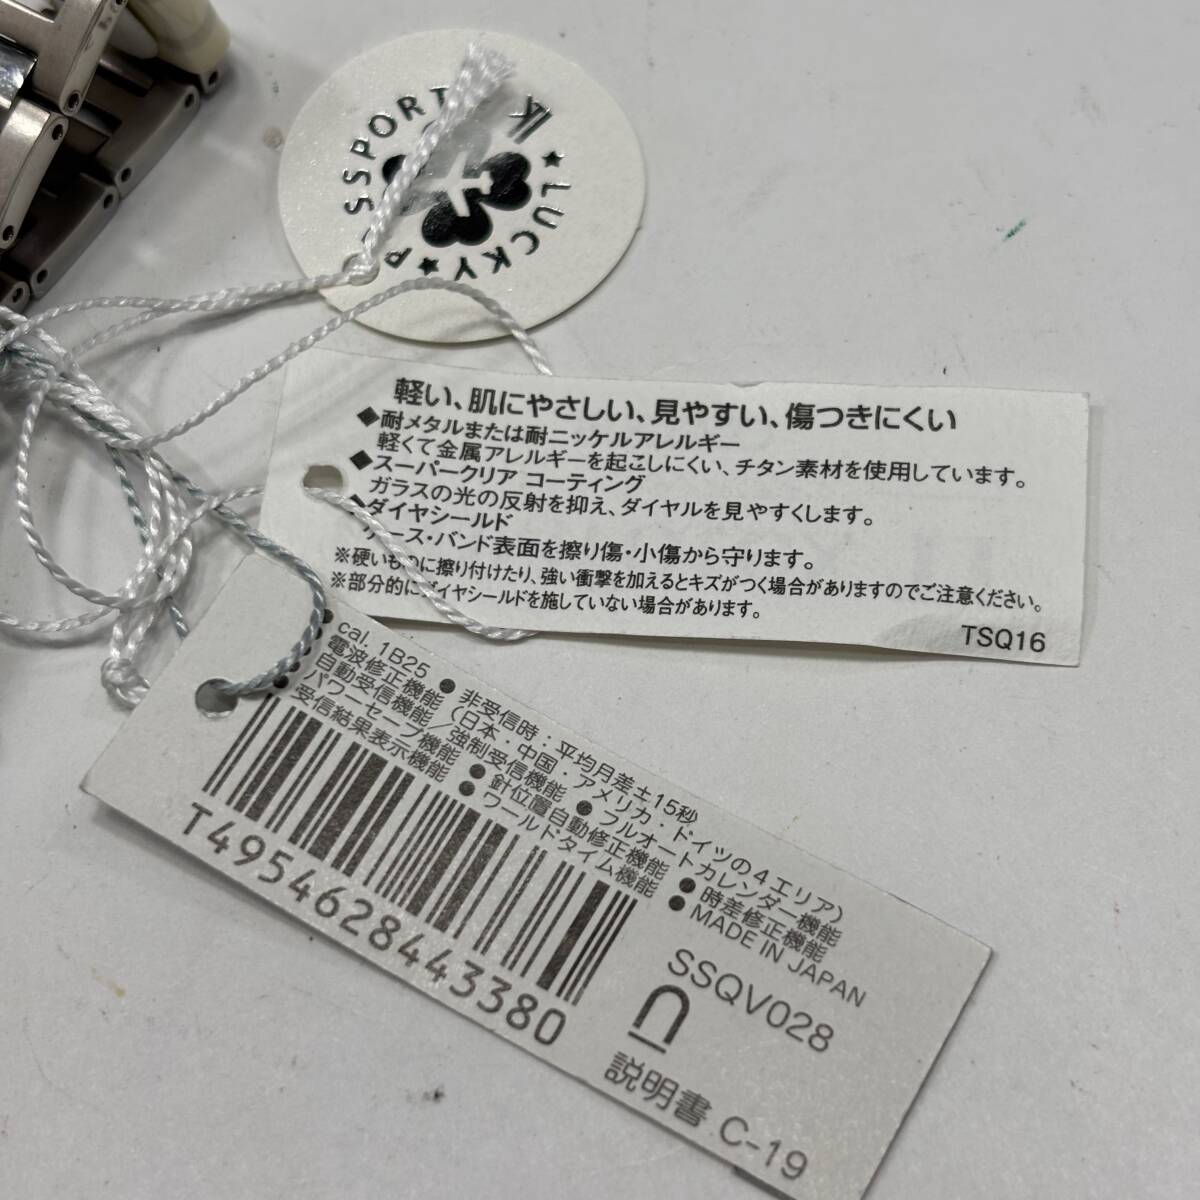 LUCKY ★ P SSPORT
軽い、肌にやさしい、見やすい、傷つきにくい
◆耐メタルまたは耐ニッケルアレルギー
軽くて金属アレルギーを起こしにくい、チタン素材を使用しています。
◆スーパークリア コーティング
ガラスの光の反射を抑え、ダイヤルを見やすくします。
◆ダイヤシールド
ケース・バンド表面を擦り傷・小傷から守ります。
※硬いものに擦り付けたり、強い衝撃を加えるとキズがつく場合がありますのでご注意ください。
※部分的にダイヤシールドを施していない場合があります。
TSQ16
cal. 1B25 ● 非受信時：平均月差±15秒
電波修正機能（日本・中国・アメリカ・ドイツの4エリア）
自動受信機能／強制受信機能 ● フルオートカレンダー機能
パワーセーブ機能 ● 針位置自動修正機能 ● 時差修正機能
受信結果表示機能 ● ワールドタイム機能 ● MADE IN JAPAN
T4954628443380
SSQV028
説明書 C-19